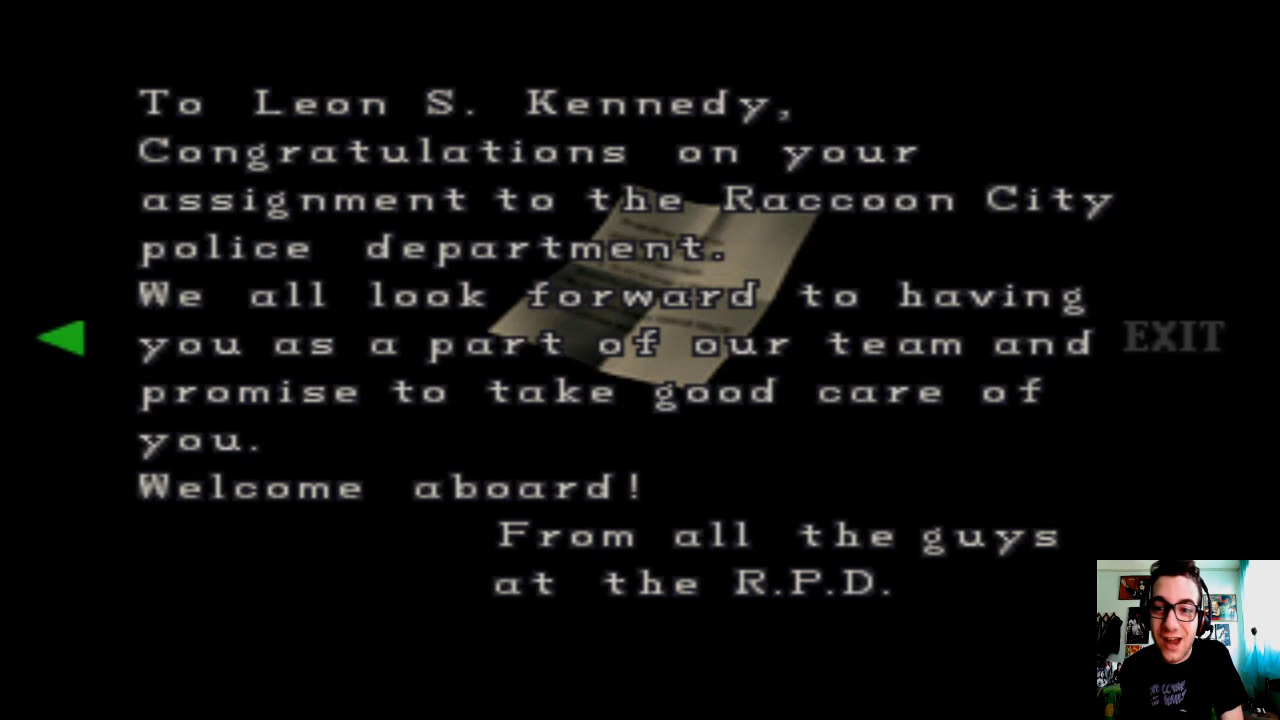 To Leon S. Kennedy,
Congratulations on your
assignment to the Raccoon City
police department.
We all look forward to having
you as a part of our team and
promise to take good care of
you.
Welcome aboard!
From all the guys
at the R.P.D.
EXIT